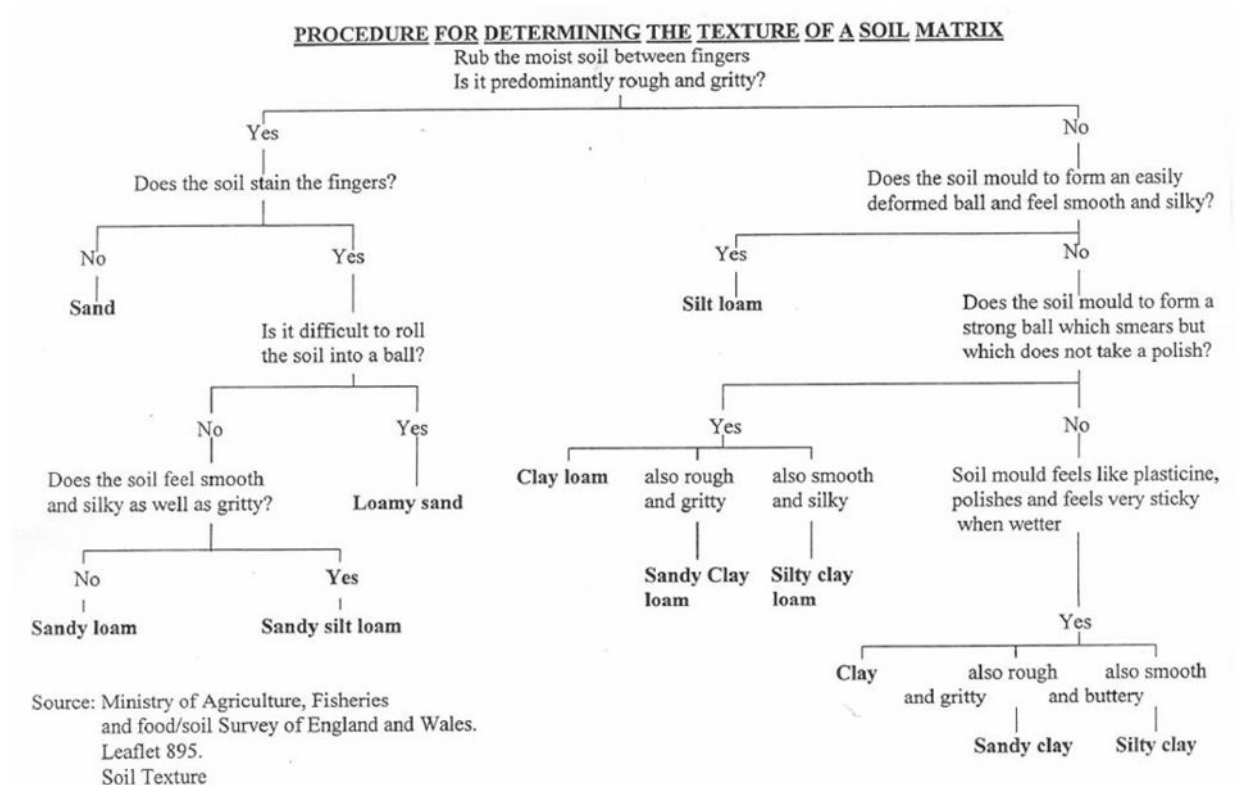 PROCEDURE FOR DETERMINING THE TEXTURE OF A SOIL MATRIX
Rub the moist soil between fingers
Is it predominantly rough and gritty?
Yes
No
Does the soil stain the fingers?
Does the soil mould to form an easily
deformed ball and feel smooth and silky?
No
Yes
Yes
No
Sand
Silt loam
Is it difficult to roll
the soil into a ball?
Does the soil mould to form a
strong ball which smears but
which does not take a polish?
No
Yes
Yes
No
Does the soil feel smooth
and silky as well as gritty?
Loamy sand
Clay loam
also rough
and gritty
also smooth
and silky
Soil mould feels like plasticine,
polishes and feels very sticky
when wetter
No
Yes
Sandy Clay
loam
Silty clay
loam
Sandy loam
Sandy silt loam
Yes
Clay
also rough
and gritty
also smooth
and buttery
Sandy clay
Silty clay
Source: Ministry of Agriculture, Fisheries
and food/soil Survey of England and Wales.
Leaflet 895.
Soil Texture